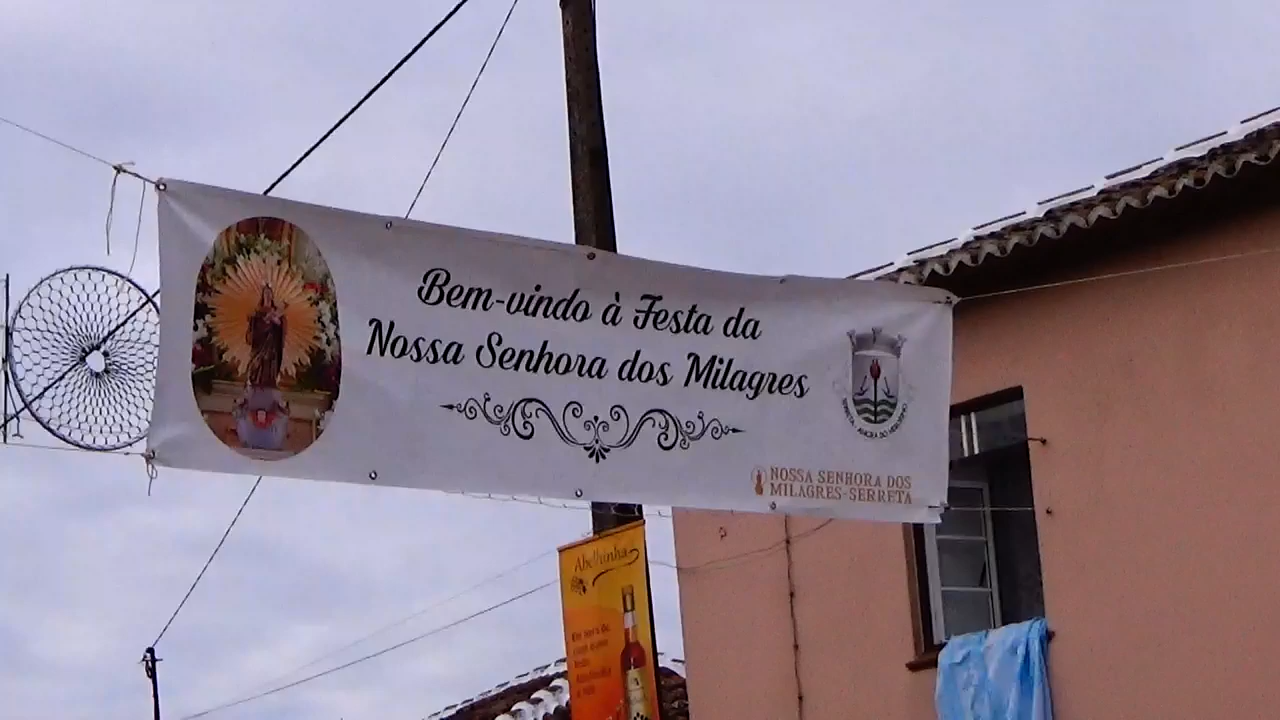 Bem-vindo à Festa da
Nossa Senhora dos Milagres
NOSSA SENHORA DOS
MILAGRES-SERRETA
Abelhinha